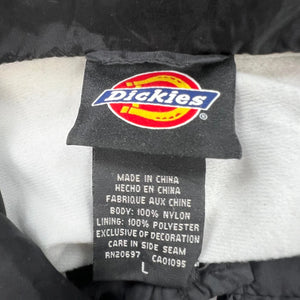 Dickies
®
MADE IN CHINA
HECHO EN CHINA
FABRIQUE AUX CHINE
BODY: 100% NYLON
LINING: 100% POLYESTER
EXCLUSIVE OF DECORATION
CARE IN SIDE SEAM
RN20697 CA01095
L